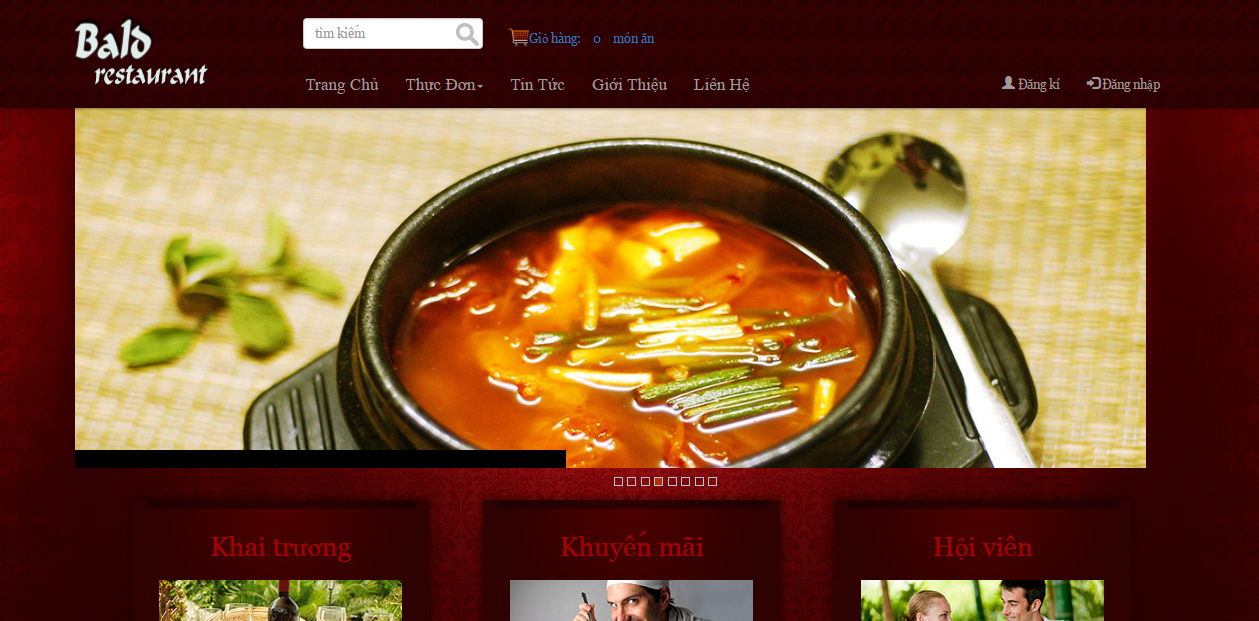 Bald
restaurant
tìm kiếm
Giỏ hàng: 0 món ăn
Trang Chủ Thực Đơn Tin Tức Giới Thiệu Liên Hệ
Đăng kí Đăng nhập
Khai trương Khuyến mãi Hội viên